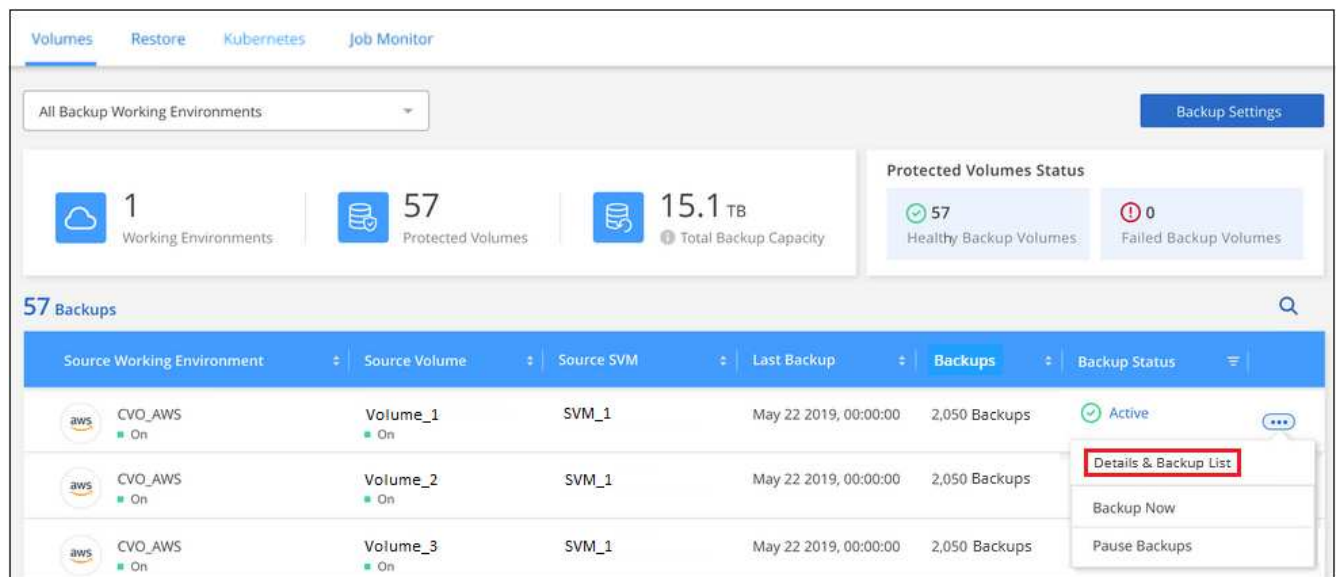 Volumes Restore Kubernetes Job Monitor
All Backup Working Environments
Backup Settings
Protected Volumes Status
1
Working Environments
57
Protected Volumes
15.1 TB
Total Backup Capacity
57
Healthy Backup Volumes
0
Failed Backup Volumes
57 Backups
Source Working Environment Source Volume Source SVM Last Backup Backups Backup Status
aws CVO_AWS Volume_1 SVM_1 May 22 2019, 00:00:00 2,050 Backups Active
On On
Details & Backup List
aws CVO_AWS Volume_2 SVM_1 May 22 2019, 00:00:00 2,050 Backups
On On
Backup Now
aws CVO_AWS Volume_3 SVM_1 May 22 2019, 00:00:00 2,050 Backups
On On
Pause Backups